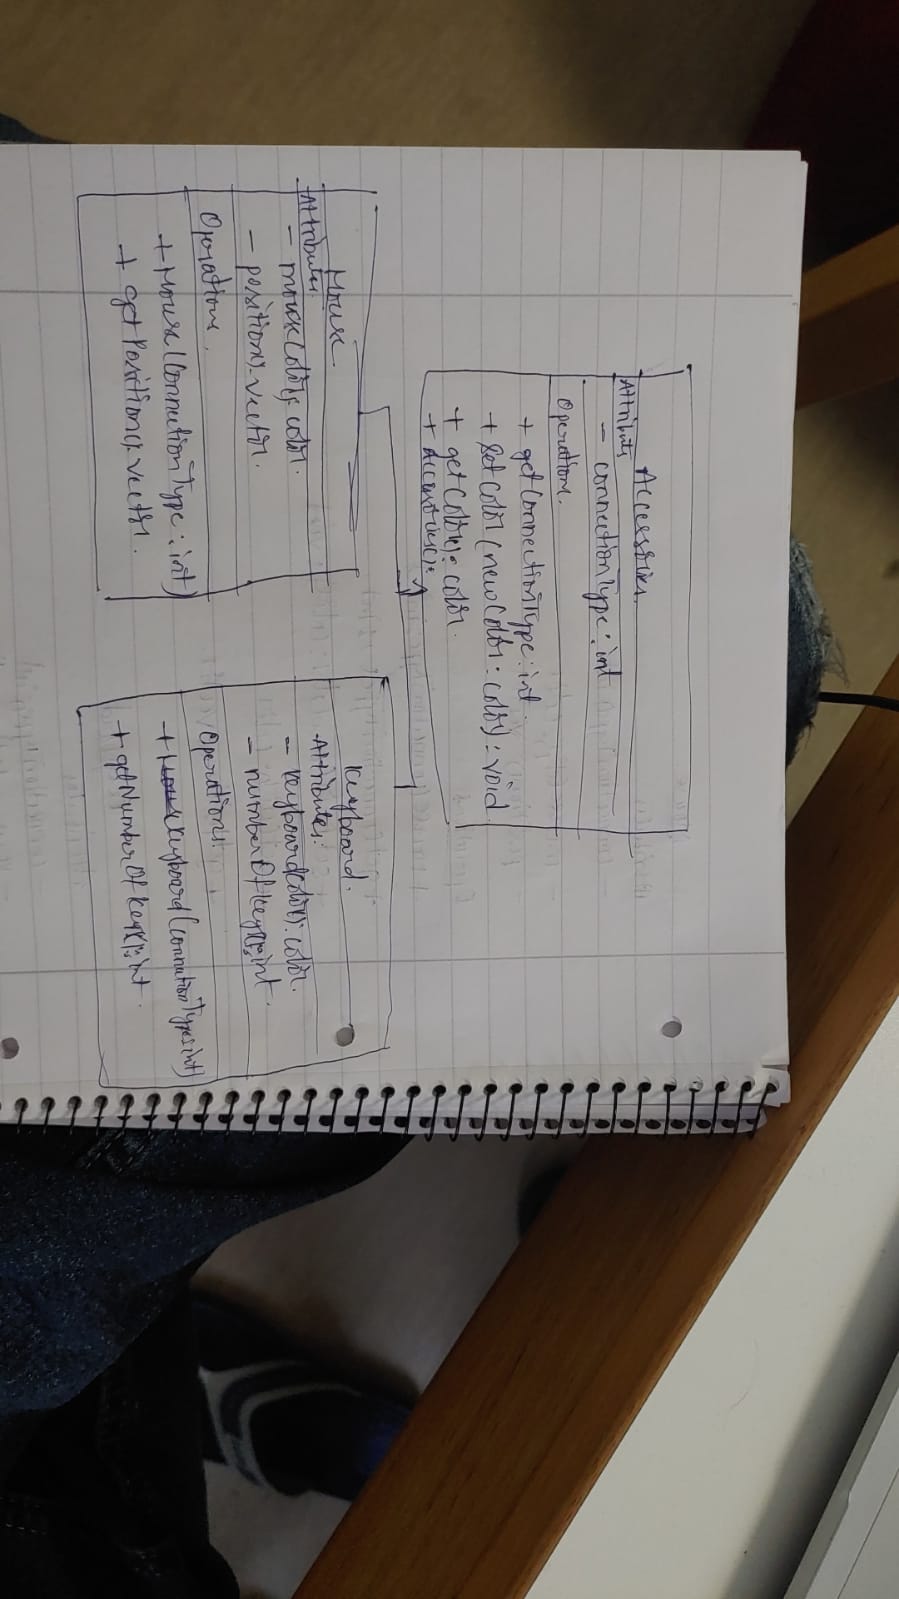 Accessories.
Attributes
- connectionType : int
Operations.
+ getConnectionType : int.
+ setColor (newColor : color) : void
+ getColor() : color.
+ Accessories() :
Mouse.
Attributes.
- mouseColor : color.
- position() : vector.
Operations.
+ Mouse (ConnectionType : int)
+ getPosition() : vector.
Keyboard.
Attributes.
- keyboardColor() : color.
- numberOfKeys() : int.
Operations.
+ Keyboard (connectionType : int)
+ getNumberOfKeys() : int.